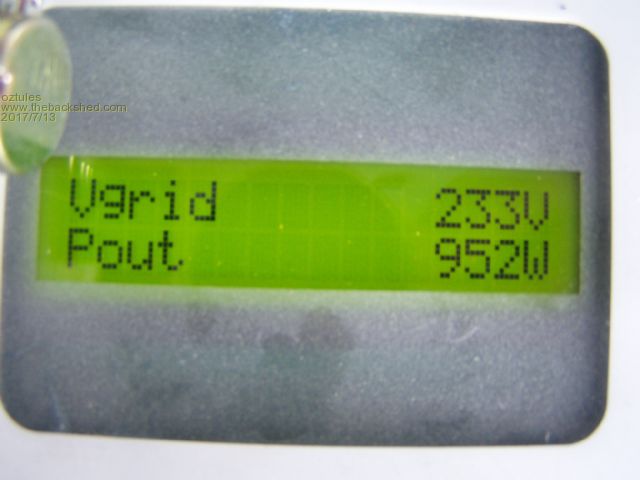 oztules
www.thebackshed.com
2017/7/13
Vgrid 233V
Pout 952W